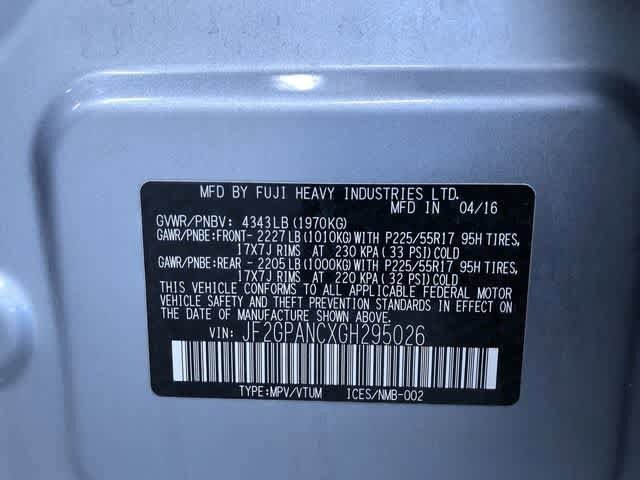 MFD BY FUJI HEAVY INDUSTRIES LTD.
MFD IN 04/16
GVWR/PNBV: 4343LB(1970KG)
GAWR/PNBE:FRONT- 2227LB(1010KG)WITH P225/55R17 95H TIRES,
17X7J RIMS AT 230 KPA(33 PSI)COLD
GAWR/PNBE:REAR - 2205LB(1000KG)WITH P225/55R17 95H TIRES,
17X7J RIMS AT 220 KPA(32 PSI)COLD
THIS VEHICLE CONFORMS TO ALL APPLICABLE FEDERAL MOTOR
VEHICLE SAFETY AND THEFT PREVENTION STANDARDS IN EFFECT
ON THE DATE OF MANUFACTURE SHOWN ABOVE.
VIN: JF2GPANCXGH295026
TYPE:MPV/VTUM ICES/NMB-002